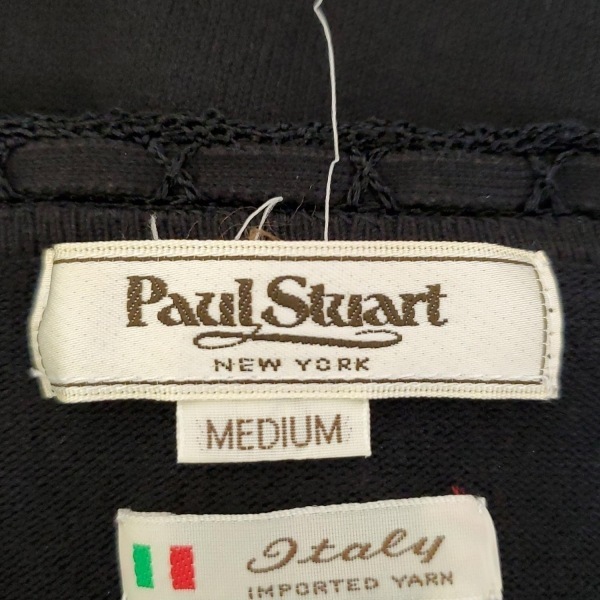 Paul Stuart
NEW YORK
MEDIUM
Italy
IMPORTED YARN